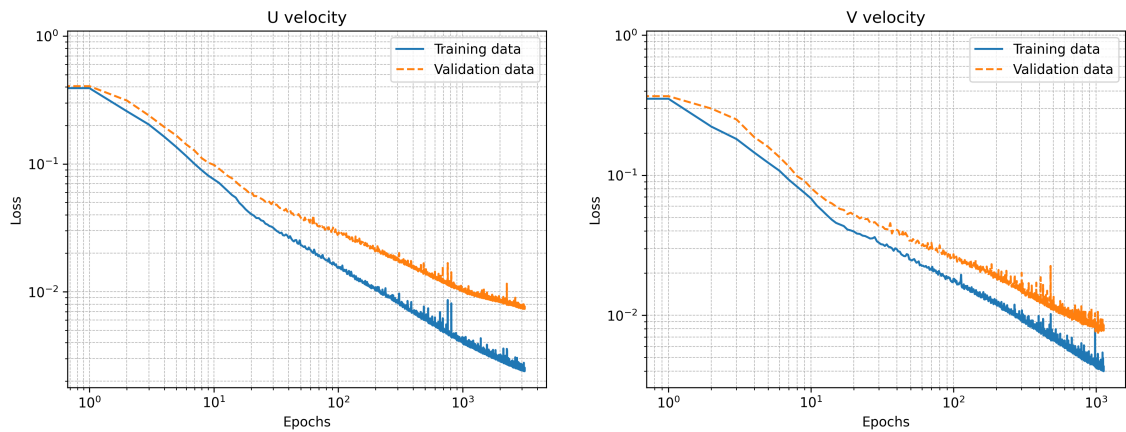 U velocity
Training data
Validation data
10⁰
10⁻¹
10⁻²
Loss
10⁰
10¹
10²
10³
Epochs
V velocity
Training data
Validation data
10⁰
10⁻¹
10⁻²
Loss
10⁰
10¹
10²
10³
Epochs